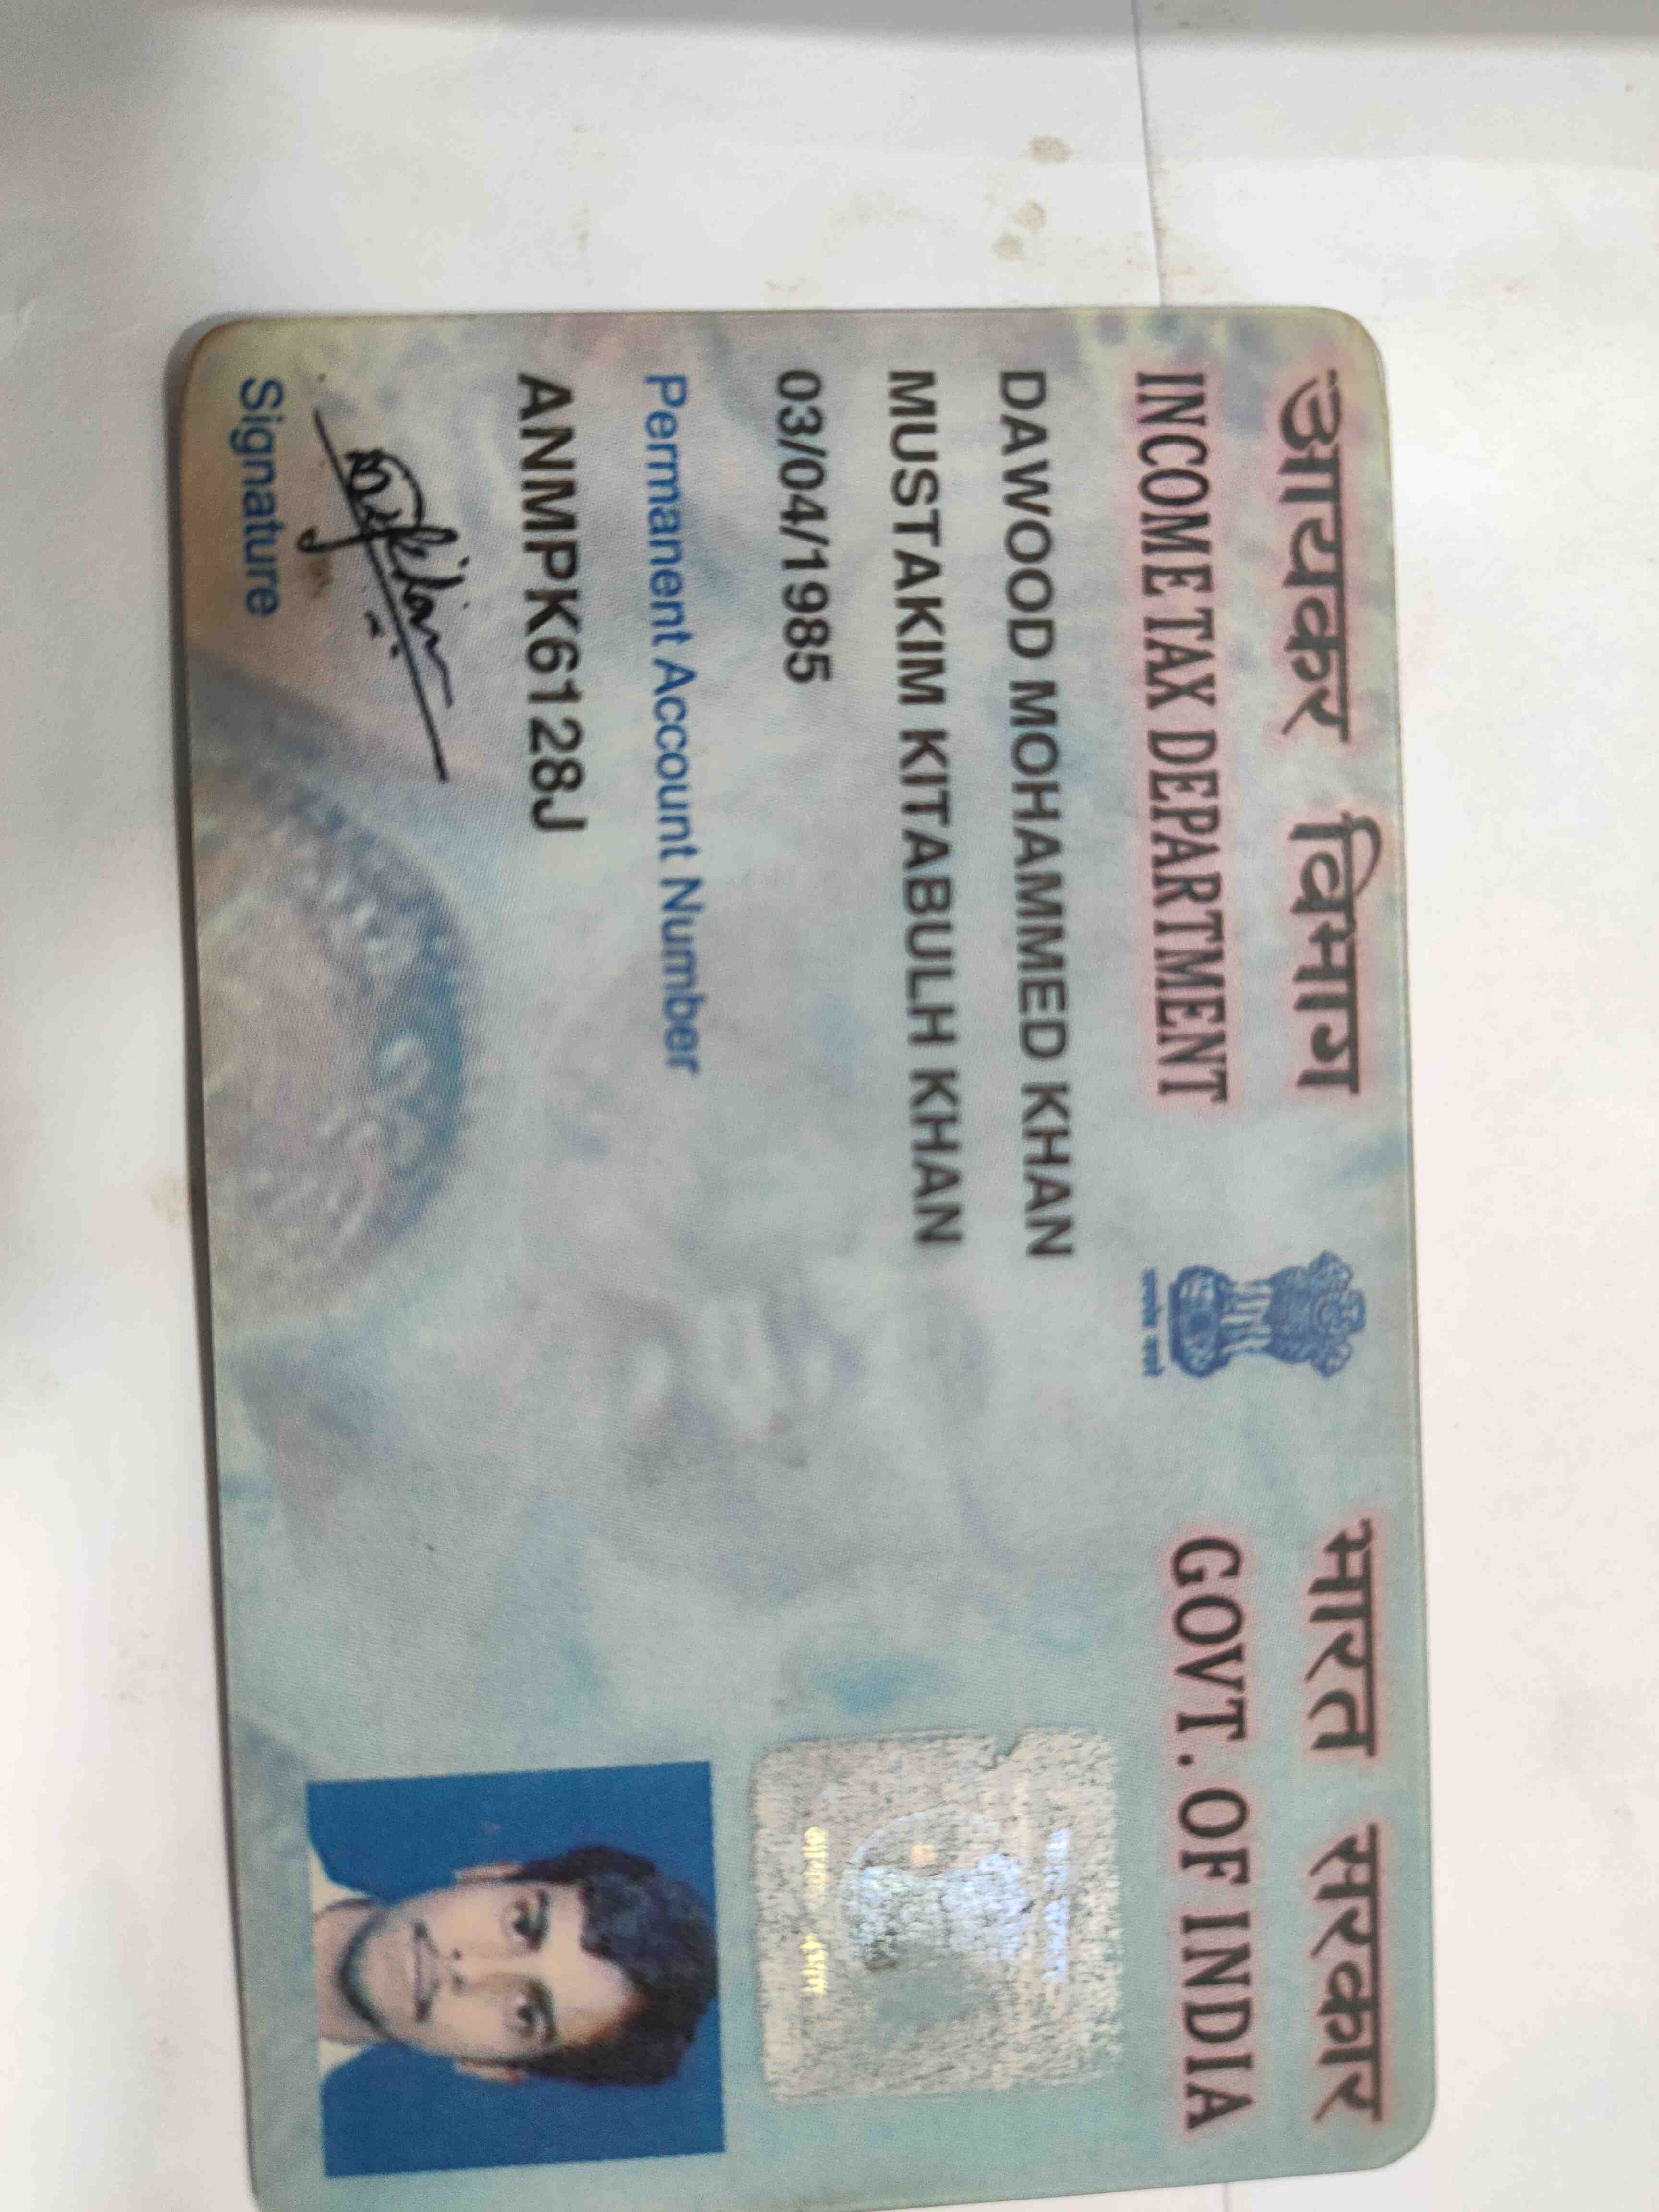 आयकर विभाग
INCOME TAX DEPARTMENT
भारत सरकार
GOVT. OF INDIA
DAWOOD MOHAMMED KHAN
MUSTAKIM KITABULH KHAN
03/04/1985
Permanent Account Number
ANMPK6128J
Signature